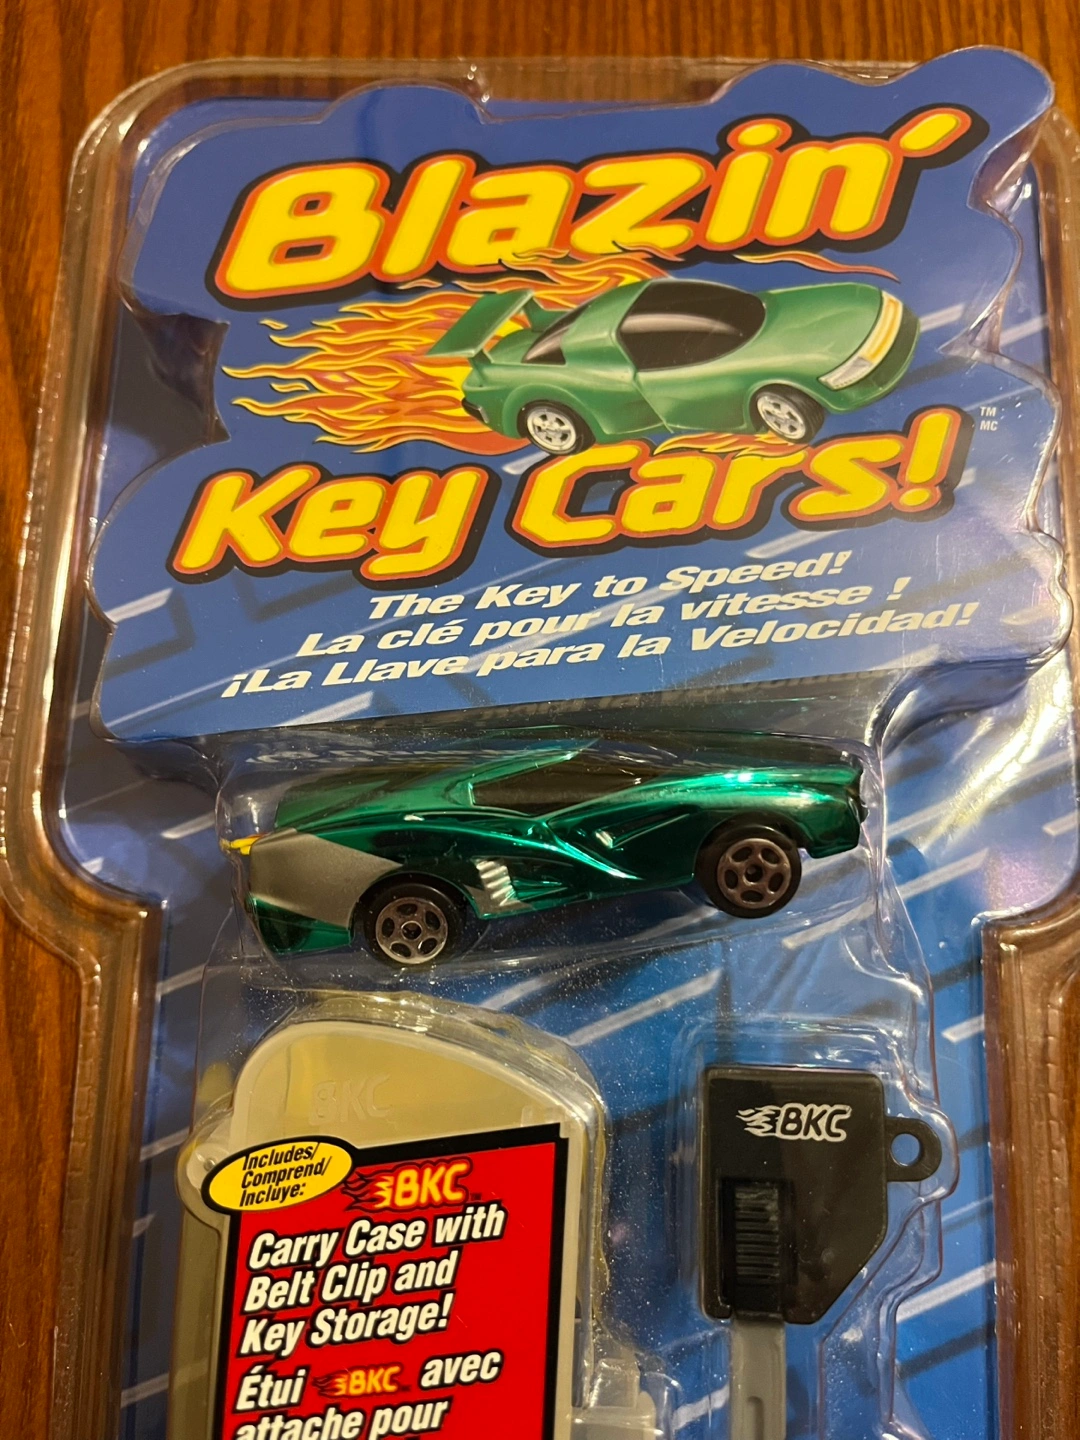 Blazin'
Key Cars!
TM
MC
The Key to Speed!
La clé pour la vitesse !
¡La Llave para la Velocidad!
BKC
BKC
Includes/
Comprend/
Incluye:
BKC
Carry Case with
Belt Clip and
Key Storage!
Étui BKC avec
attache pour